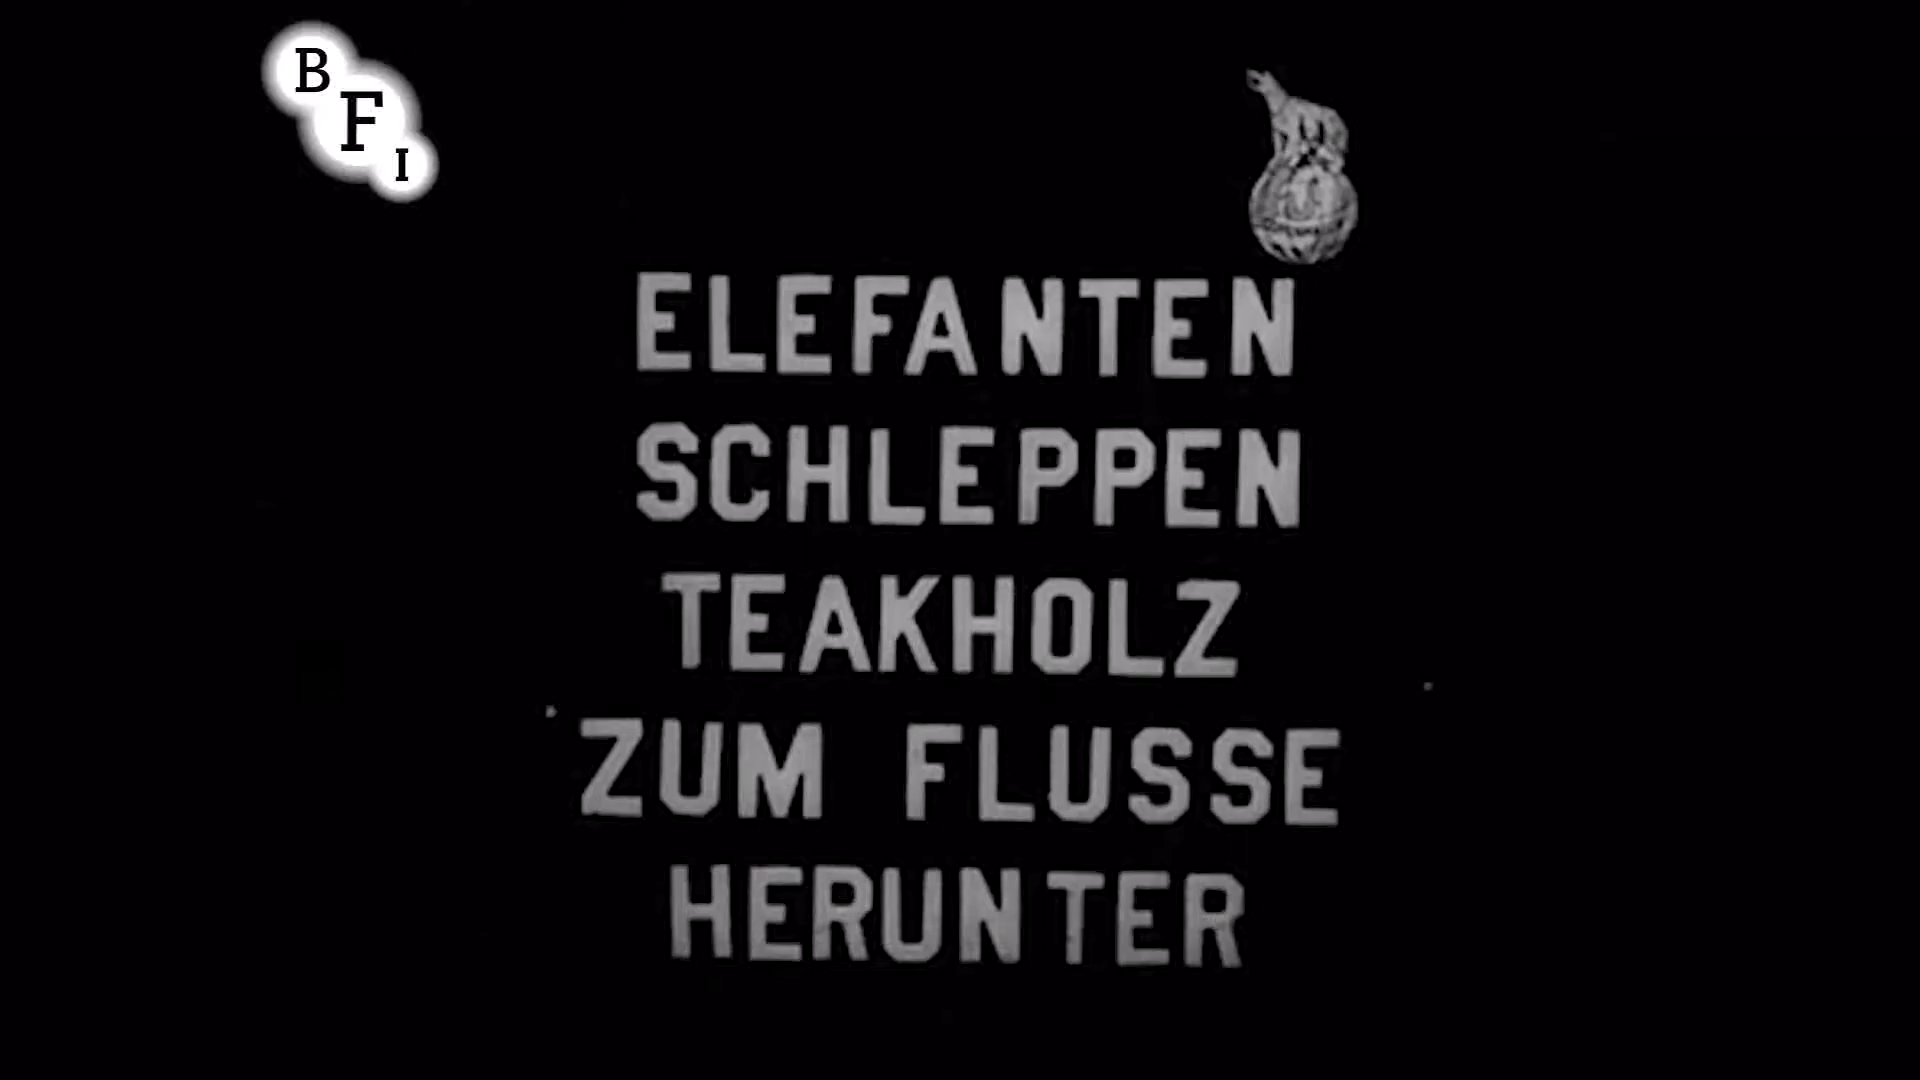 B
F
I
ELEFANTEN
SCHLEPPEN
TEAKHOLZ
ZUM FLUSSE
HERUNTER